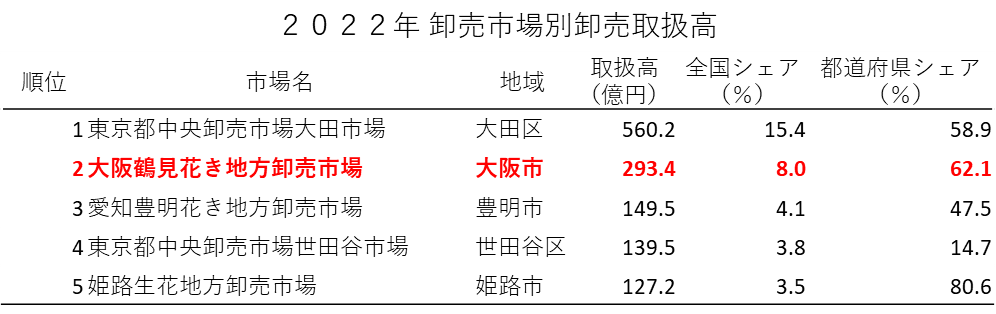 ２０２２年 卸売市場別卸売取扱高
順位 市場名 地域 取扱高（億円） 全国シェア（％） 都道府県シェア（％）
1 東京都中央卸売市場大田市場 大田区 560.2 15.4 58.9
2 大阪鶴見花き地方卸売市場 大阪市 293.4 8.0 62.1
3 愛知豊明花き地方卸売市場 豊明市 149.5 4.1 47.5
4 東京都中央卸売市場世田谷市場 世田谷区 139.5 3.8 14.7
5 姫路生花地方卸売市場 姫路市 127.2 3.5 80.6